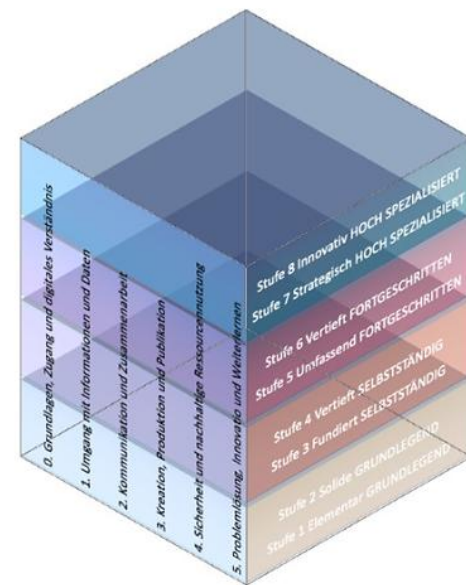 0. Grundlagen, Zugang und digitales Verständnis
1. Umgang mit Informationen und Daten
2. Kommunikation und Zusammenarbeit
3. Kreation, Produktion und Publikation
4. Sicherheit und nachhaltige Ressourcennutzung
5. Problemlösung, Innovatio und Weiterlernen
Stufe 8 Innovativ HOCH SPEZIALISIERT
Stufe 7 Strategisch HOCH SPEZIALISIERT
Stufe 6 Vertieft FORTGESCHRITTEN
Stufe 5 Umfassend FORTGESCHRITTEN
Stufe 4 Vertieft SELBSTSTÄNDIG
Stufe 3 Fundiert SELBSTSTÄNDIG
Stufe 2 Solide GRUNDLEGEND
Stufe 1 Elementar GRUNDLEGEND